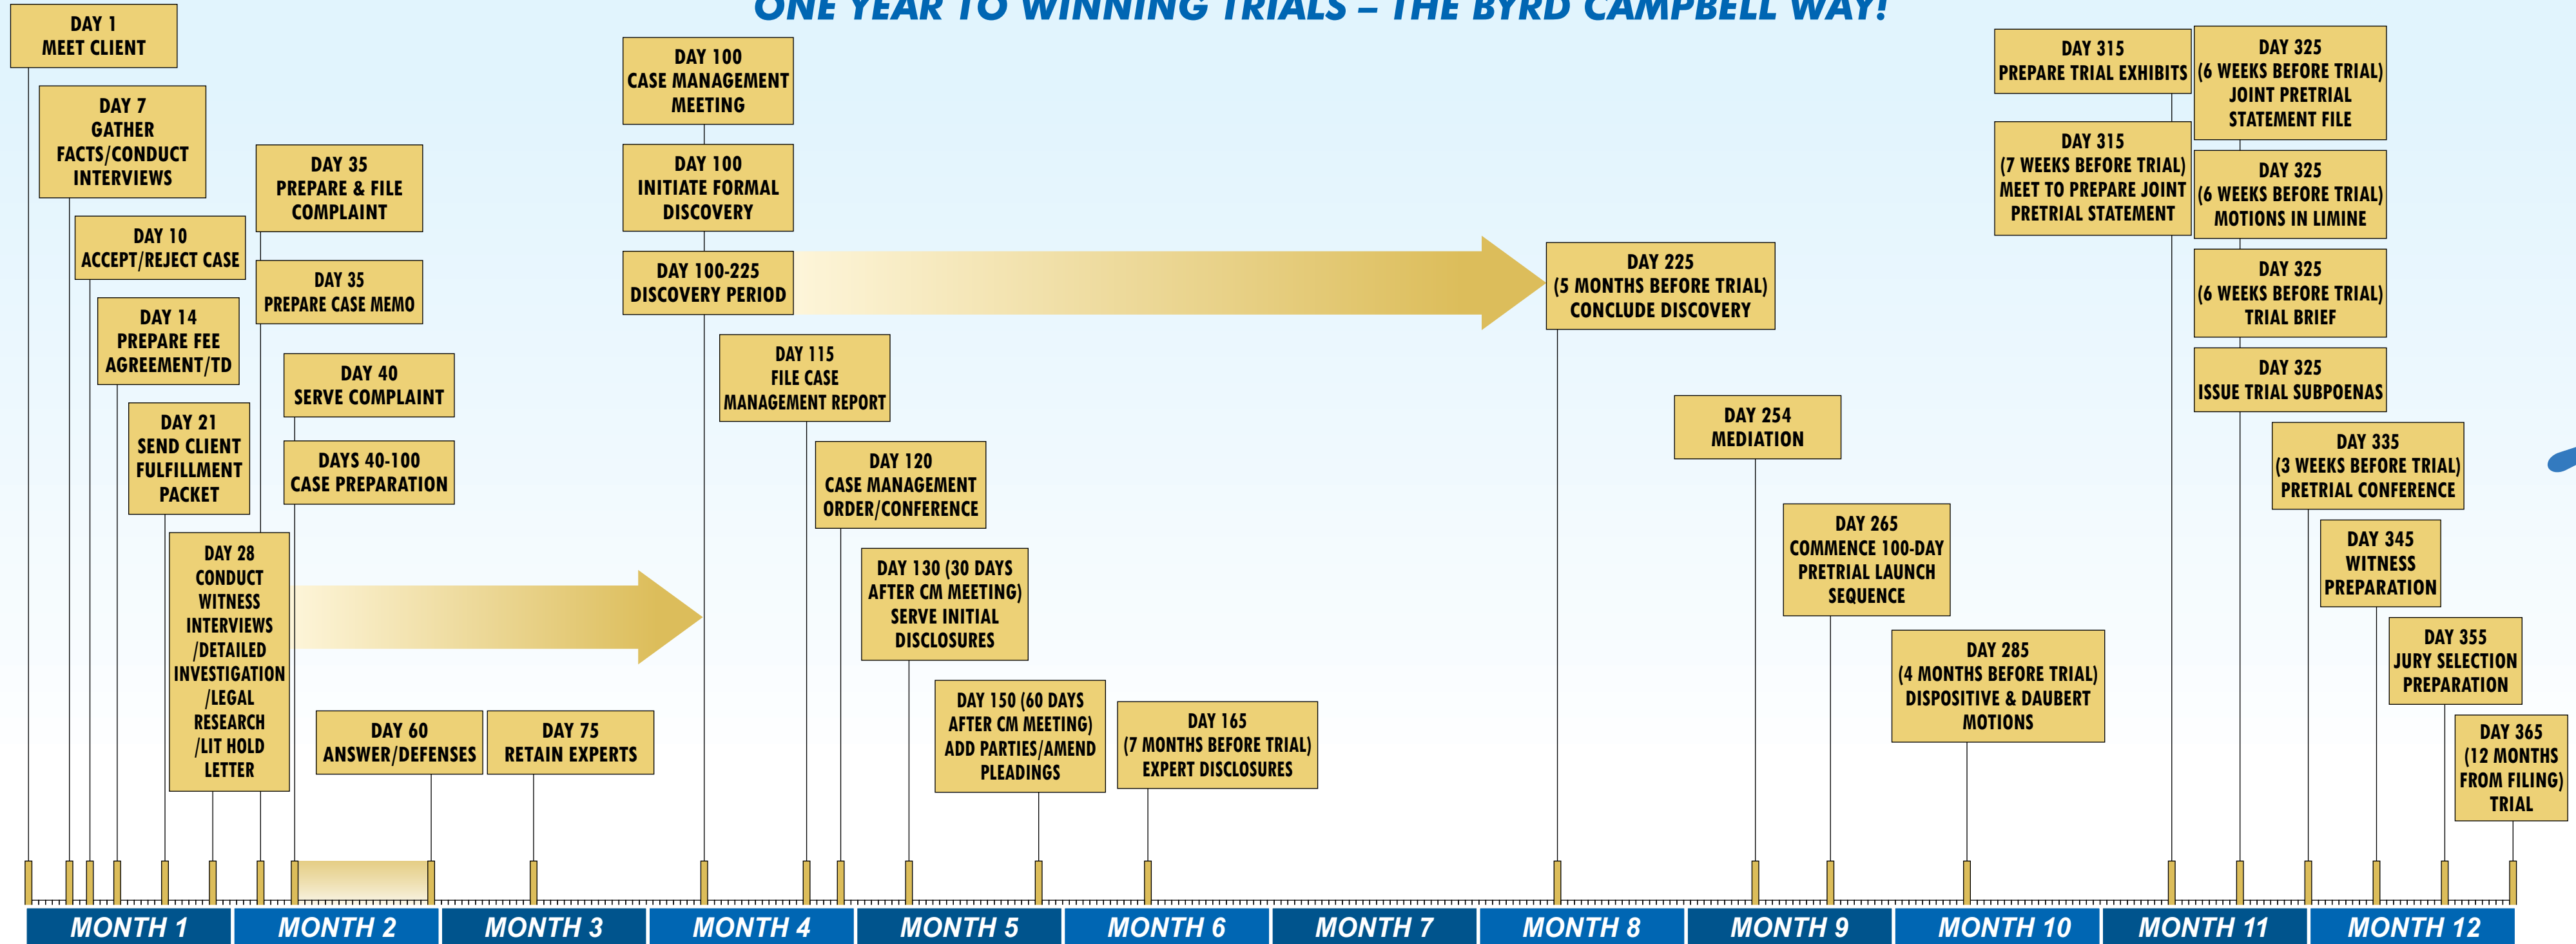 ONE YEAR TO WINNING TRIALS – THE BYRD CAMPBELL WAY!
DAY 1
MEET CLIENT
DAY 7
GATHER
FACTS/CONDUCT
INTERVIEWS
DAY 10
ACCEPT/REJECT CASE
DAY 14
PREPARE FEE
AGREEMENT/TD
DAY 21
SEND CLIENT
FULFILLMENT
PACKET
DAY 28
CONDUCT
WITNESS
INTERVIEWS
/DETAILED
INVESTIGATION
/LEGAL
RESEARCH
/LIT HOLD
LETTER
DAY 35
PREPARE & FILE
COMPLAINT
DAY 35
PREPARE CASE MEMO
DAY 40
SERVE COMPLAINT
DAYS 40-100
CASE PREPARATION
DAY 60
ANSWER/DEFENSES
DAY 75
RETAIN EXPERTS
DAY 100
CASE MANAGEMENT
MEETING
DAY 100
INITIATE FORMAL
DISCOVERY
DAY 100-225
DISCOVERY PERIOD
DAY 115
FILE CASE
MANAGEMENT REPORT
DAY 120
CASE MANAGEMENT
ORDER/CONFERENCE
DAY 130 (30 DAYS
AFTER CM MEETING)
SERVE INITIAL
DISCLOSURES
DAY 150 (60 DAYS
AFTER CM MEETING)
ADD PARTIES/AMEND
PLEADINGS
DAY 165
(7 MONTHS BEFORE TRIAL)
EXPERT DISCLOSURES
DAY 225
(5 MONTHS BEFORE TRIAL)
CONCLUDE DISCOVERY
DAY 254
MEDIATION
DAY 265
COMMENCE 100-DAY
PRETRIAL LAUNCH
SEQUENCE
DAY 285
(4 MONTHS BEFORE TRIAL)
DISPOSITIVE & DAUBERT
MOTIONS
DAY 315
PREPARE TRIAL EXHIBITS
DAY 315
(7 WEEKS BEFORE TRIAL)
MEET TO PREPARE JOINT
PRETRIAL STATEMENT
DAY 325
(6 WEEKS BEFORE TRIAL)
JOINT PRETRIAL
STATEMENT FILE
DAY 325
(6 WEEKS BEFORE TRIAL)
MOTIONS IN LIMINE
DAY 325
(6 WEEKS BEFORE TRIAL)
TRIAL BRIEF
DAY 325
ISSUE TRIAL SUBPOENAS
DAY 335
(3 WEEKS BEFORE TRIAL)
PRETRIAL CONFERENCE
DAY 345
WITNESS
PREPARATION
DAY 355
JURY SELECTION
PREPARATION
DAY 365
(12 MONTHS
FROM FILING)
TRIAL
MONTH 1
MONTH 2
MONTH 3
MONTH 4
MONTH 5
MONTH 6
MONTH 7
MONTH 8
MONTH 9
MONTH 10
MONTH 11
MONTH 12